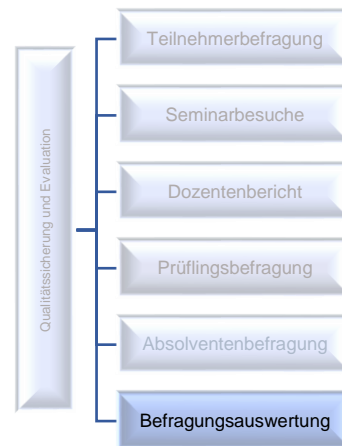 Qualitätssicherung und Evaluation
Teilnehmerbefragung
Seminarbesuche
Dozentenbericht
Prüflingsbefragung
Absolventenbefragung
Befragungsauswertung